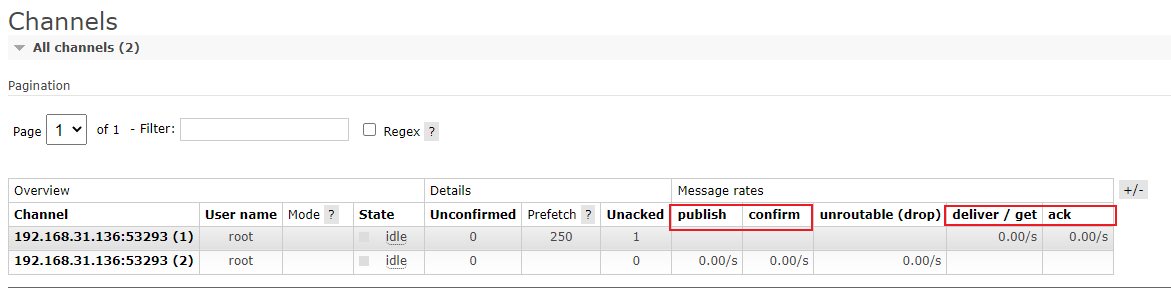 Channels
All channels (2)
Pagination
Page 1 of 1 - Filter: Regex ?
Overview Details Message rates +/-
Channel User name Mode ? State Unconfirmed Prefetch ? Unacked publish confirm unroutable (drop) deliver / get ack
192.168.31.136:53293 (1) root idle 0 250 1 0.00/s 0.00/s
192.168.31.136:53293 (2) root idle 0 0 0.00/s 0.00/s 0.00/s